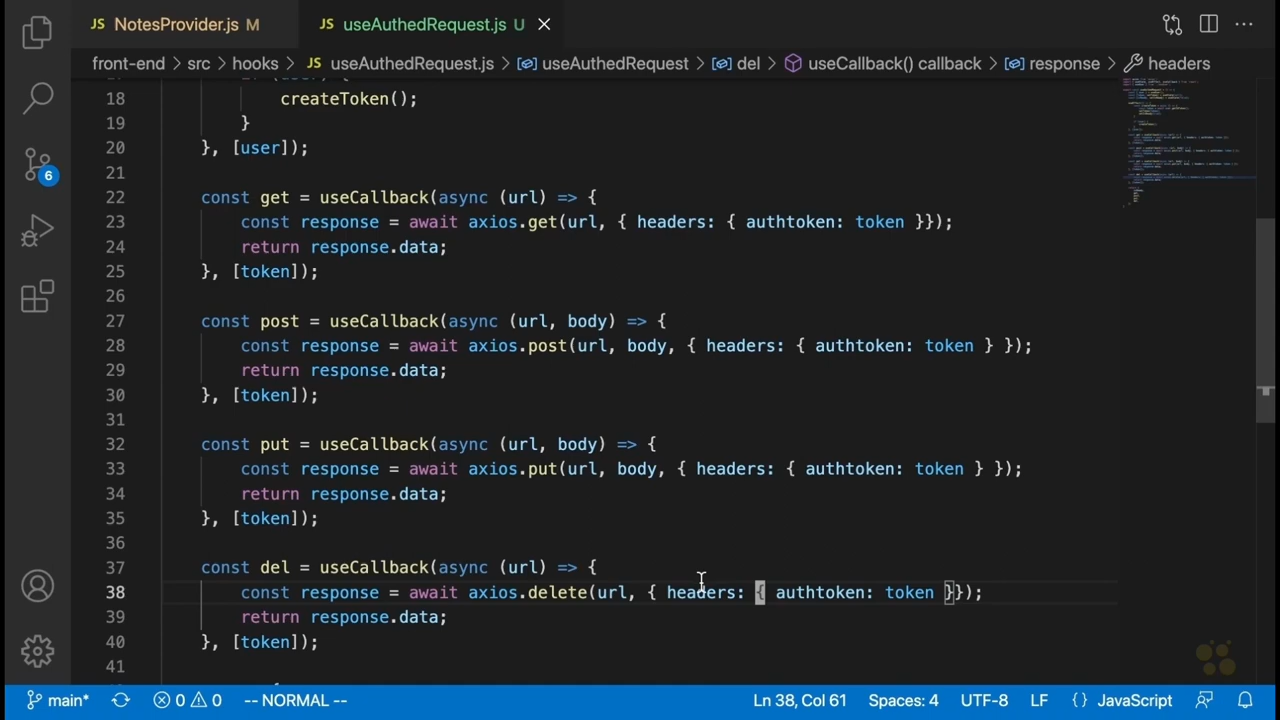 JS NotesProvider.js M JS useAuthedRequest.js U
front-end > src > hooks > JS useAuthedRequest.js > useAuthedRequest > del > useCallback() callback > response > headers
18 createToken();
19 }
20 }, [user]);
21
22 const get = useCallback(async (url) => {
23 const response = await axios.get(url, { headers: { authtoken: token }});
24 return response.data;
25 }, [token]);
26
27 const post = useCallback(async (url, body) => {
28 const response = await axios.post(url, body, { headers: { authtoken: token } });
29 return response.data;
30 }, [token]);
31
32 const put = useCallback(async (url, body) => {
33 const response = await axios.put(url, body, { headers: { authtoken: token } });
34 return response.data;
35 }, [token]);
36
37 const del = useCallback(async (url) => {
38 const response = await axios.delete(url, { headers: { authtoken: token }});
39 return response.data;
40 }, [token]);
41
6
main* 0 0 -- NORMAL -- Ln 38, Col 61 Spaces: 4 UTF-8 LF {} JavaScript